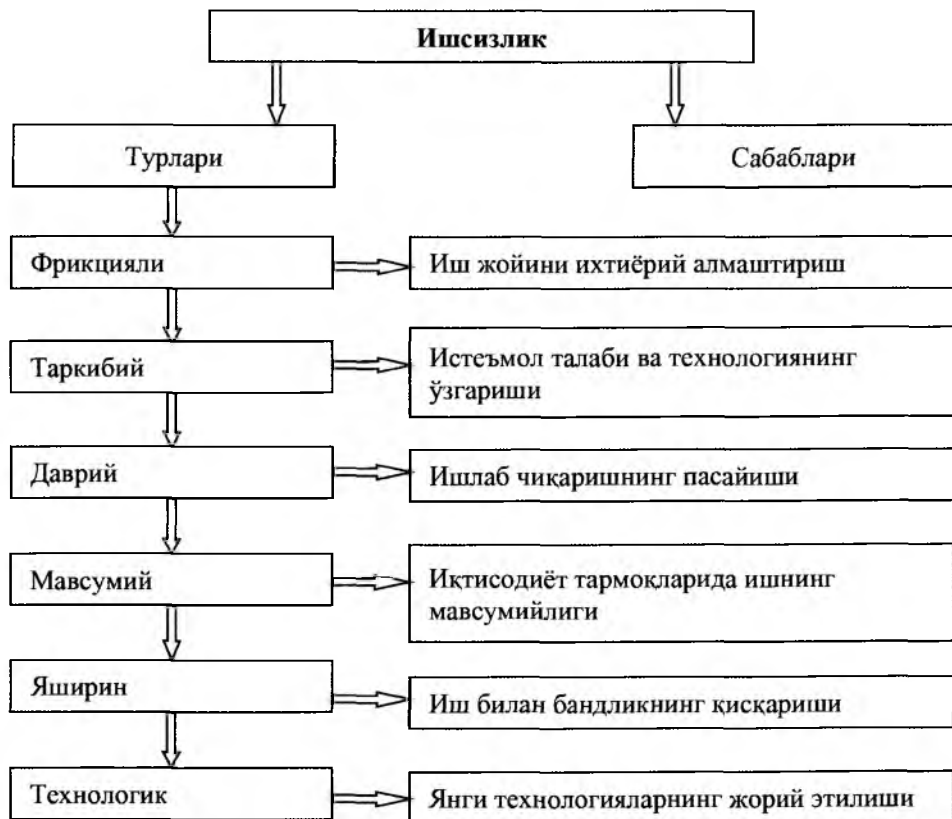 Ишсизлик
Турлари
Сабаблари
Фрикцияли
Иш жойини ихтиёрий алмаштириш
Таркибий
Истеъмол талаби ва технологиянинг
ўзгариши
Даврий
Ишлаб чиқаришнинг пасайиши
Мавсумий
Иқтисодиёт тармоқларида ишнинг
мавсумийлиги
Яширин
Иш билан бандликнинг қисқариши
Технологик
Янги технологияларнинг жорий этилиши